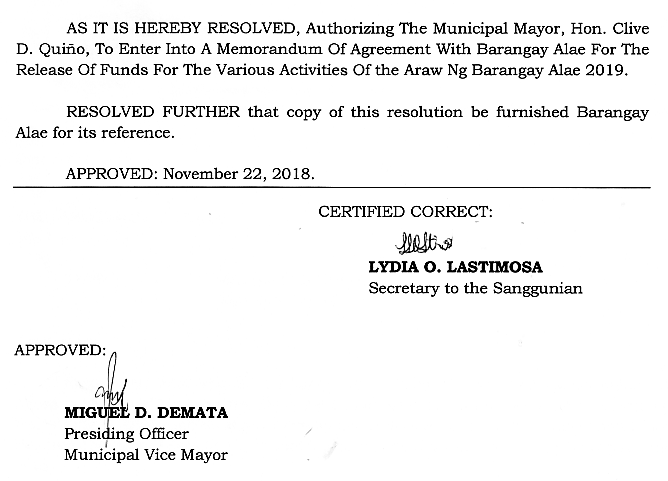 AS IT IS HEREBY RESOLVED, Authorizing The Municipal Mayor, Hon. Clive
D. Quiño, To Enter Into A Memorandum Of Agreement With Barangay Alae For The
Release Of Funds For The Various Activities Of the Araw Ng Barangay Alae 2019.
RESOLVED FURTHER that copy of this resolution be furnished Barangay
Alae for its reference.
APPROVED: November 22, 2018.
CERTIFIED CORRECT:
LYDIA O. LASTIMOSA
Secretary to the Sanggunian
APPROVED:
MIGUEL D. DEMATA
Presiding Officer
Municipal Vice Mayor